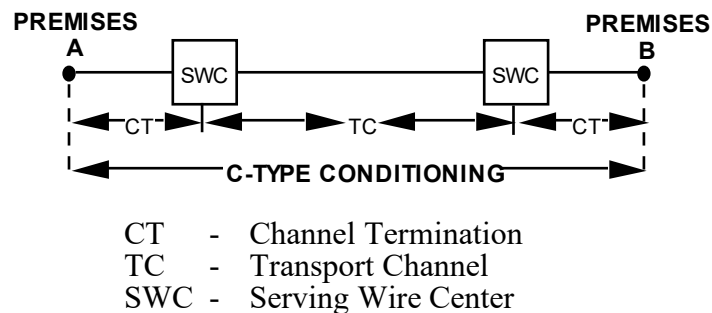 PREMISES A
PREMISES B
SWC
SWC
CT
TC
CT
C-TYPE CONDITIONING
CT - Channel Termination
TC - Transport Channel
SWC - Serving Wire Center